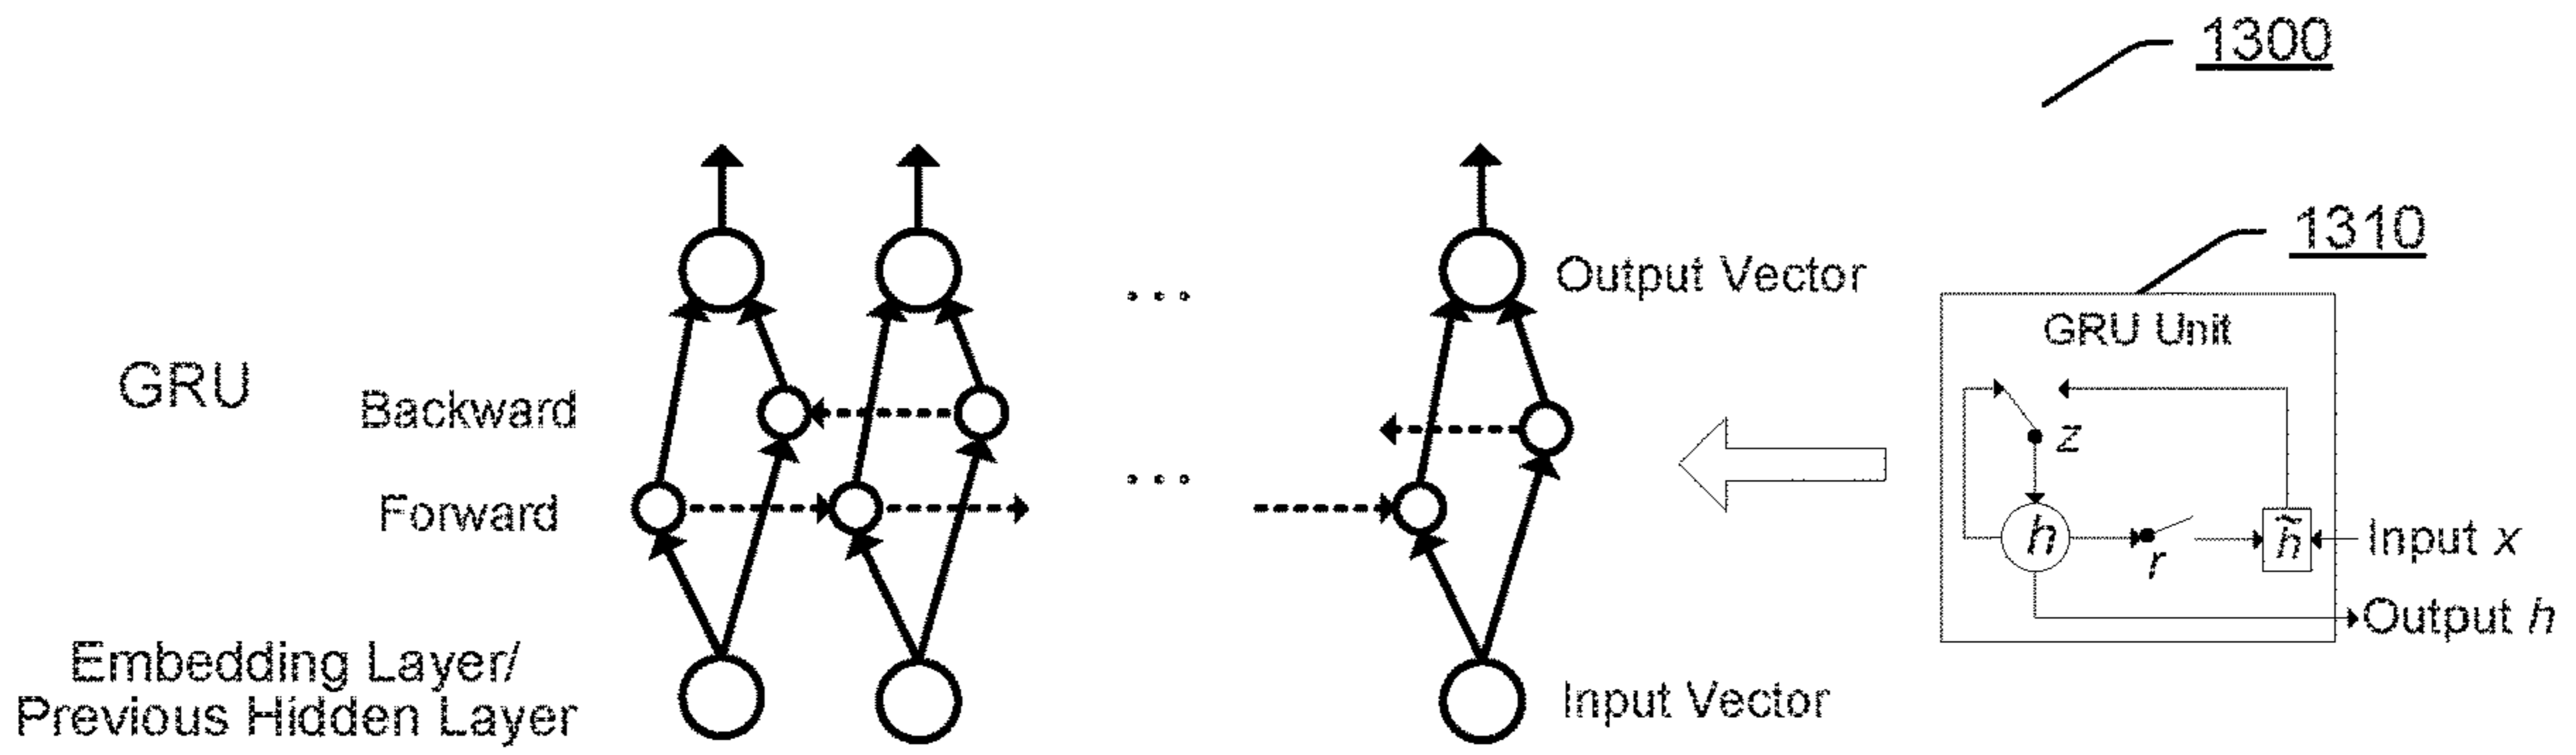 1300
1310
Output Vector
GRU Unit
GRU
Backward
z
Forward
h
r
h̃
Input x
Output h
Embedding Layer/
Previous Hidden Layer
Input Vector